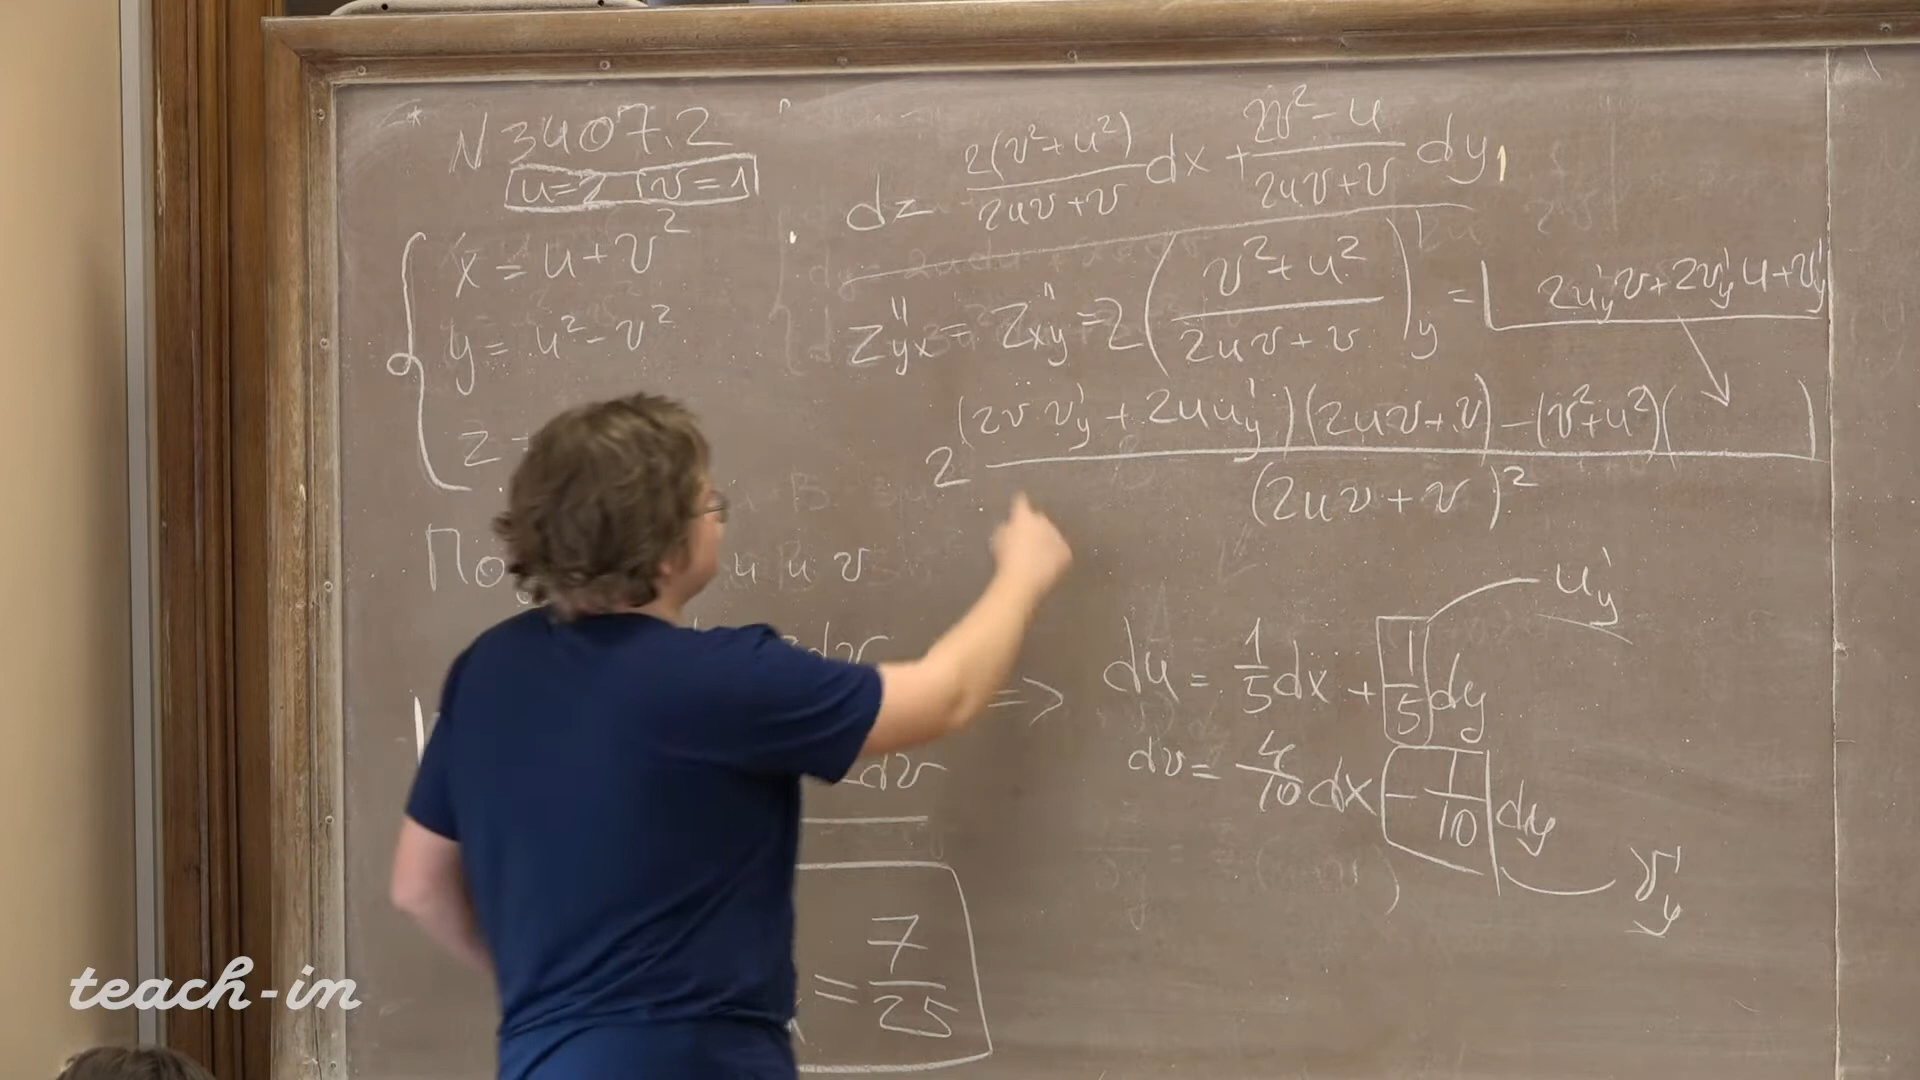 N 3407.2
u=2 v=1
x = u+v²
y = u²-v²
z
dz 2(v²+u²)/(2uv+v) dx + (2v²-u)/(2uv+v) dy,
z''yx = z''xy = 2((v²+u²)/(2uv+v))'y = 2u'y v+2v'y u+v'y
2 ((2v v'y + 2u u'y)(2uv+v) - (v²+u²)( ))/(2uv+v)²
u и v
dv
=> du = 1/5 dx + 1/5 dy
u'y
dv
dv = 4/10 dx - 1/10 dy
v'y
= 7/25
teach-in